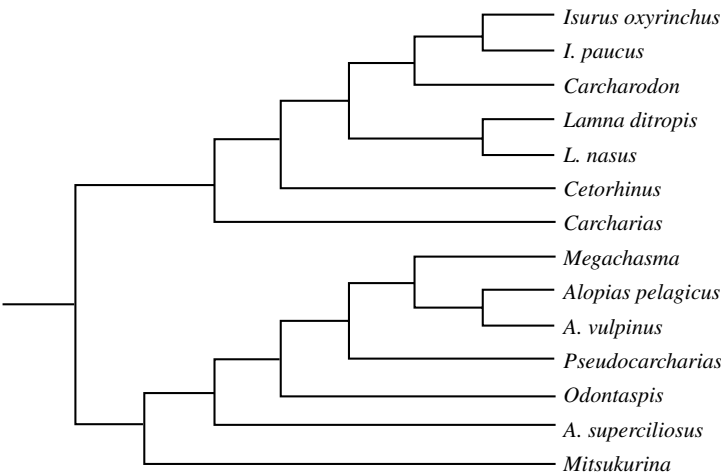 Isurus oxyrinchus
I. paucus
Carcharodon
Lamna ditropis
L. nasus
Cetorhinus
Carcharias
Megachasma
Alopias pelagicus
A. vulpinus
Pseudocarcharias
Odontaspis
A. superciliosus
Mitsukurina